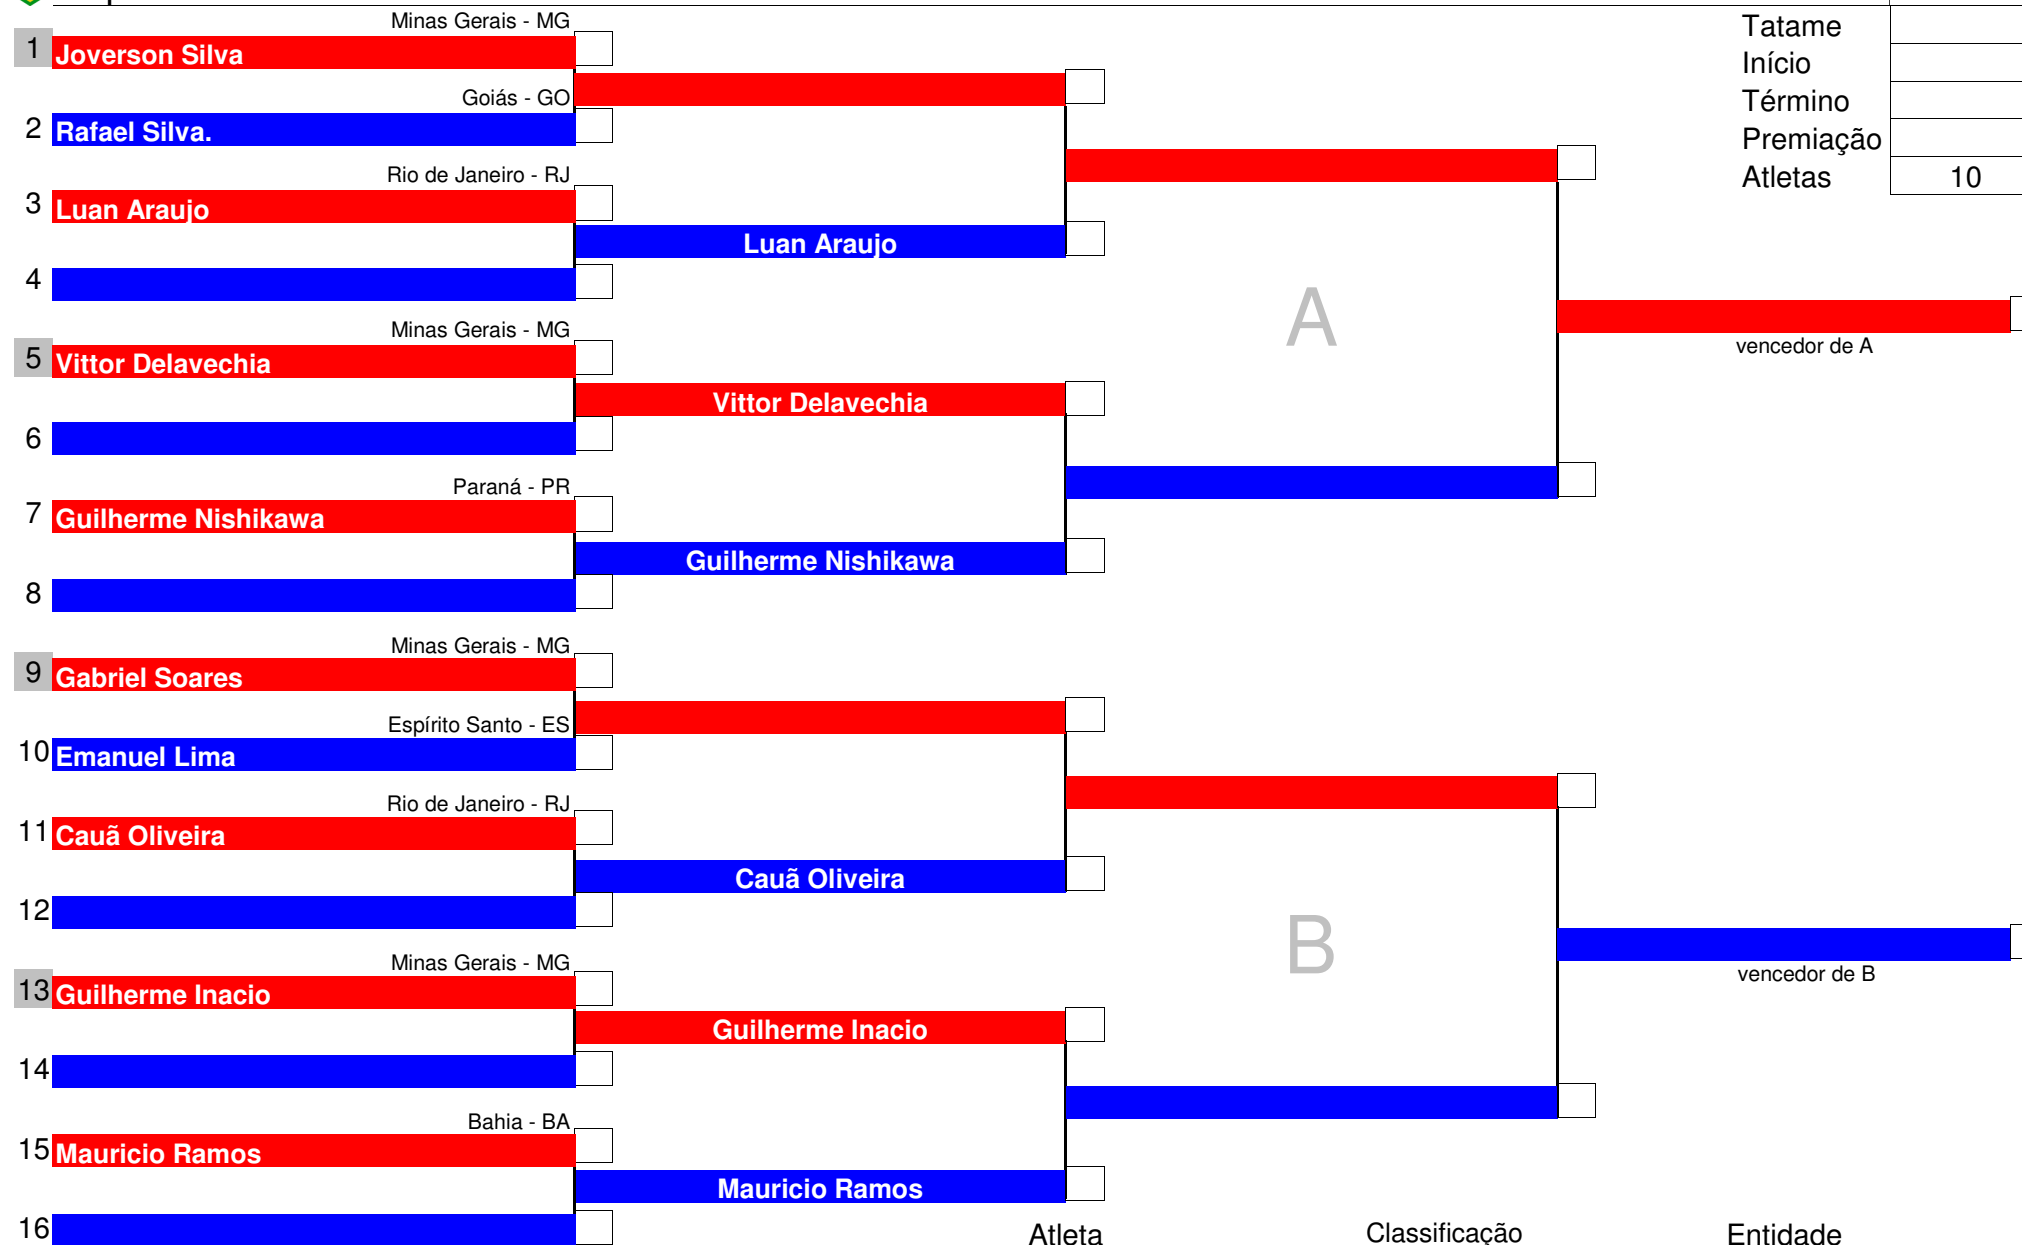 Minas Gerais - MG
1 Joverson Silva
Goiás - GO
2 Rafael Silva.
Rio de Janeiro - RJ
3 Luan Araujo
Luan Araujo
4
Minas Gerais - MG
5 Vittor Delavechia
Vittor Delavechia
6
Paraná - PR
7 Guilherme Nishikawa
Guilherme Nishikawa
8
Minas Gerais - MG
9 Gabriel Soares
Espírito Santo - ES
10 Emanuel Lima
Rio de Janeiro - RJ
11 Cauã Oliveira
Cauã Oliveira
12
Minas Gerais - MG
13 Guilherme Inacio
Guilherme Inacio
14
Bahia - BA
15 Mauricio Ramos
Mauricio Ramos
16
A
B
Tatame
Início
Término
Premiação
Atletas 10
vencedor de A
vencedor de B
Atleta Classificação Entidade